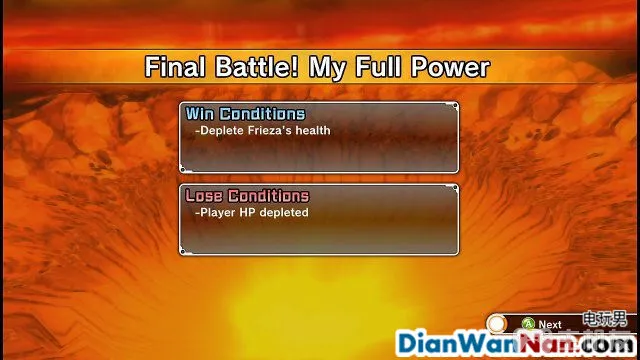 Final Battle! My Full Power
Win Conditions
-Deplete Frieza's health
Lose Conditions
-Player HP depleted
A Next
电玩男
DianWanNan.com